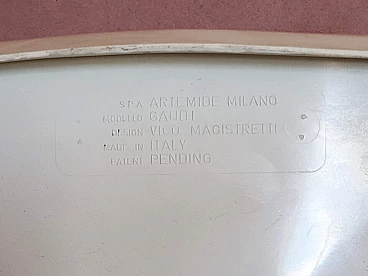 S.P.A ARTEMIDE MILANO
MODELLO GAUDI
DESIGN VICO MAGISTRETTI
MADE IN ITALY
PATENT PENDING